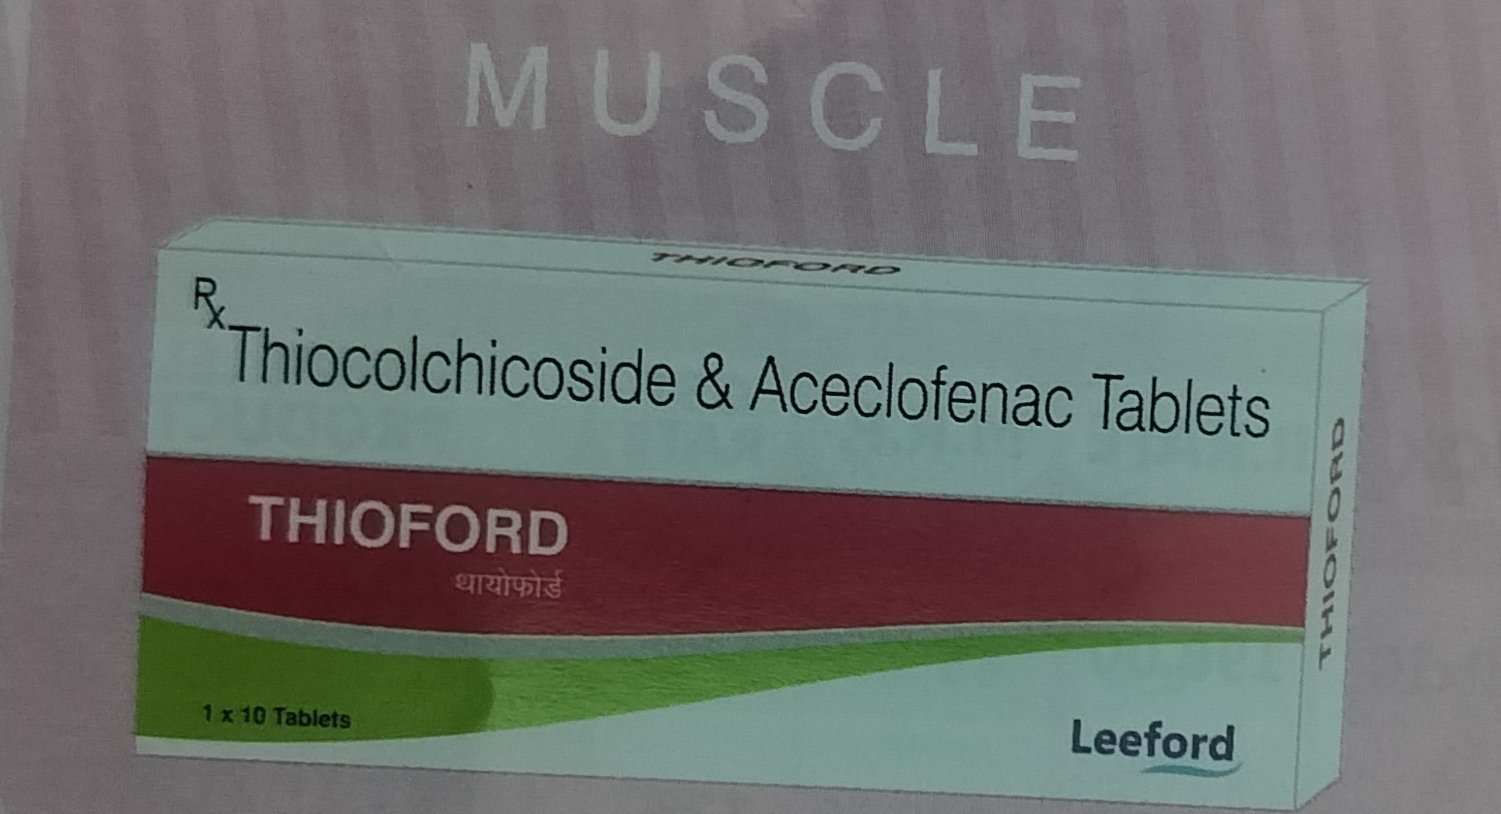 MUSCLE
THIOFORD
Rx
Thiocolchicoside & Aceclofenac Tablets
THIOFORD
थायोफोर्ड
1 x 10 Tablets
Leeford
THIOFORD